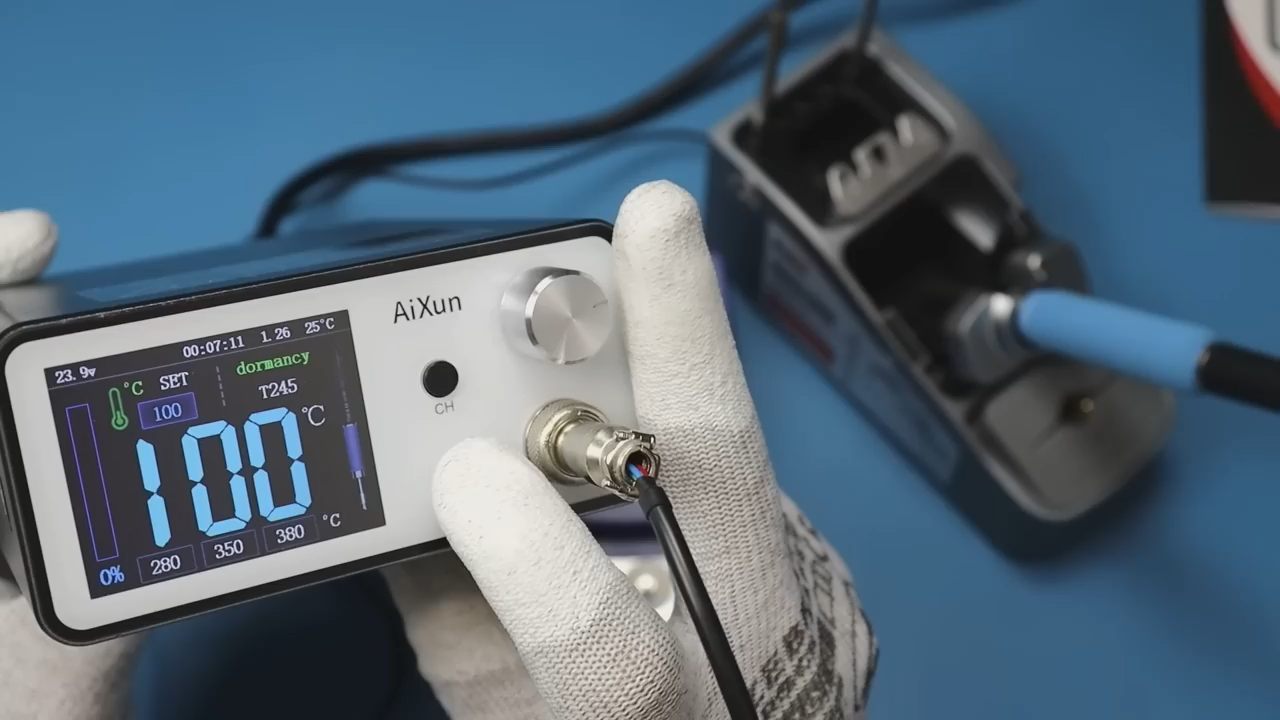 23.9v 00:07:11 1.26 25°C
°C SET dormancy
100 T245
100 °C
0% 280 350 380 °C
AiXun
CH